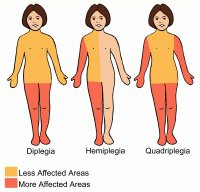 Diplegia Hemiplegia Quadriplegia
Less Affected Areas
More Affected Areas